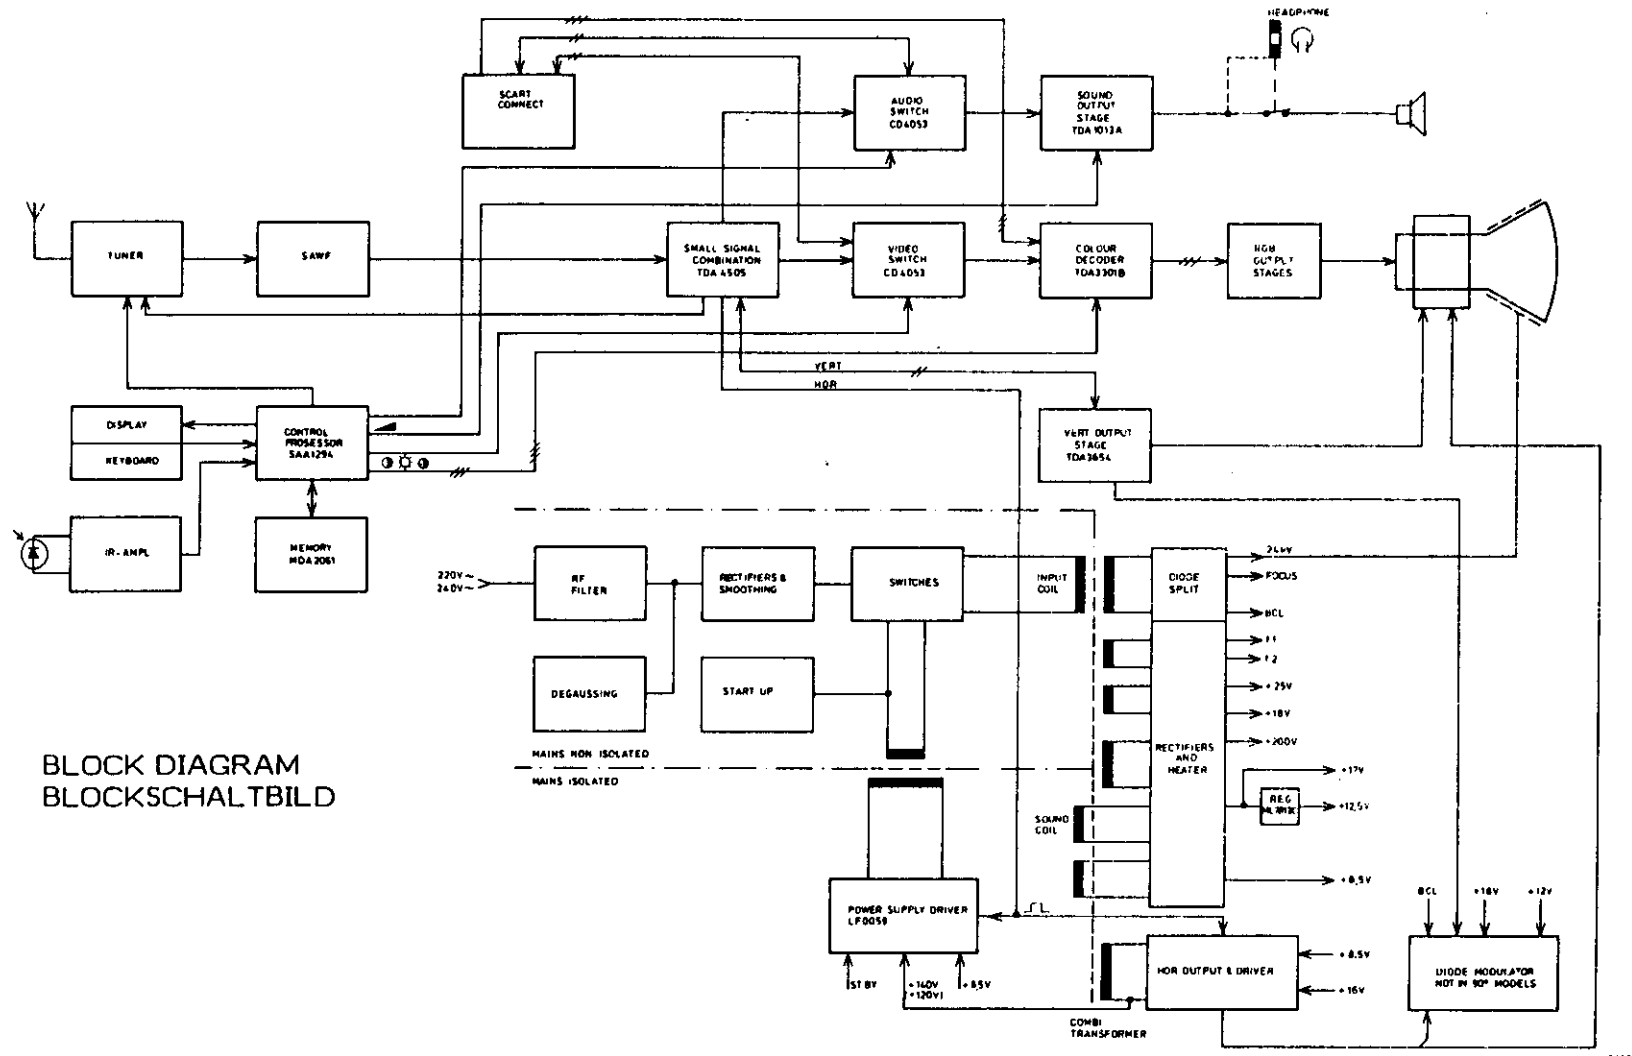 HEADPHONE
SCART
CONNECT
AUDIO
SWITCH
CD4053
SOUND
OUTPUT
STAGE
TDA1013A
TUNER
SAWF
SMALL SIGNAL
COMBINATION
TDA 4505
VIDEO
SWITCH
CD4053
COLOUR
DECODER
TDA3301B
RGB
OUTPUT
STAGES
VERT
HOR
DISPLAY
KEYBOARD
CONTROL
PROSESSOR
SAA1294
VERT OUTPUT
STAGE
TDA3654
IR-AMPL
MEMORY
MDA2061
220V~
240V~
RF
FILTER
RECTIFIERS &
SMOOTHING
SWITCHES
INPUT
COIL
DIODE
SPLIT
FOCUS
BCL
F1
F2
+25V
+18V
+200V
DEGAUSSING
START UP
MAINS NON ISOLATED
MAINS ISOLATED
RECTIFIERS
AND
HEATER
REG
+12,5V
SOUND
COIL
+8,5V
BLOCK DIAGRAM
BLOCKSCHALTBILD
POWER SUPPLY DRIVER
LF0059
ST BY
+140V
(+120V)
+8,5V
HOR OUTPUT & DRIVER
+8.5V
+16V
COMBI
TRANSFORMER
BCL
+18V
+12V
DIODE MODULATOR
NOT IN 90° MODELS